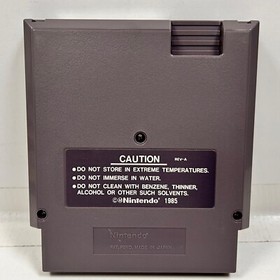 CAUTION REV-A
•DO NOT STORE IN EXTREME TEMPERATURES.
•DO NOT IMMERSE IN WATER.
•DO NOT CLEAN WITH BENZENE, THINNER,
ALCOHOL OR OTHER SUCH SOLVENTS.
©Ⓜ Nintendo 1985
Nintendo